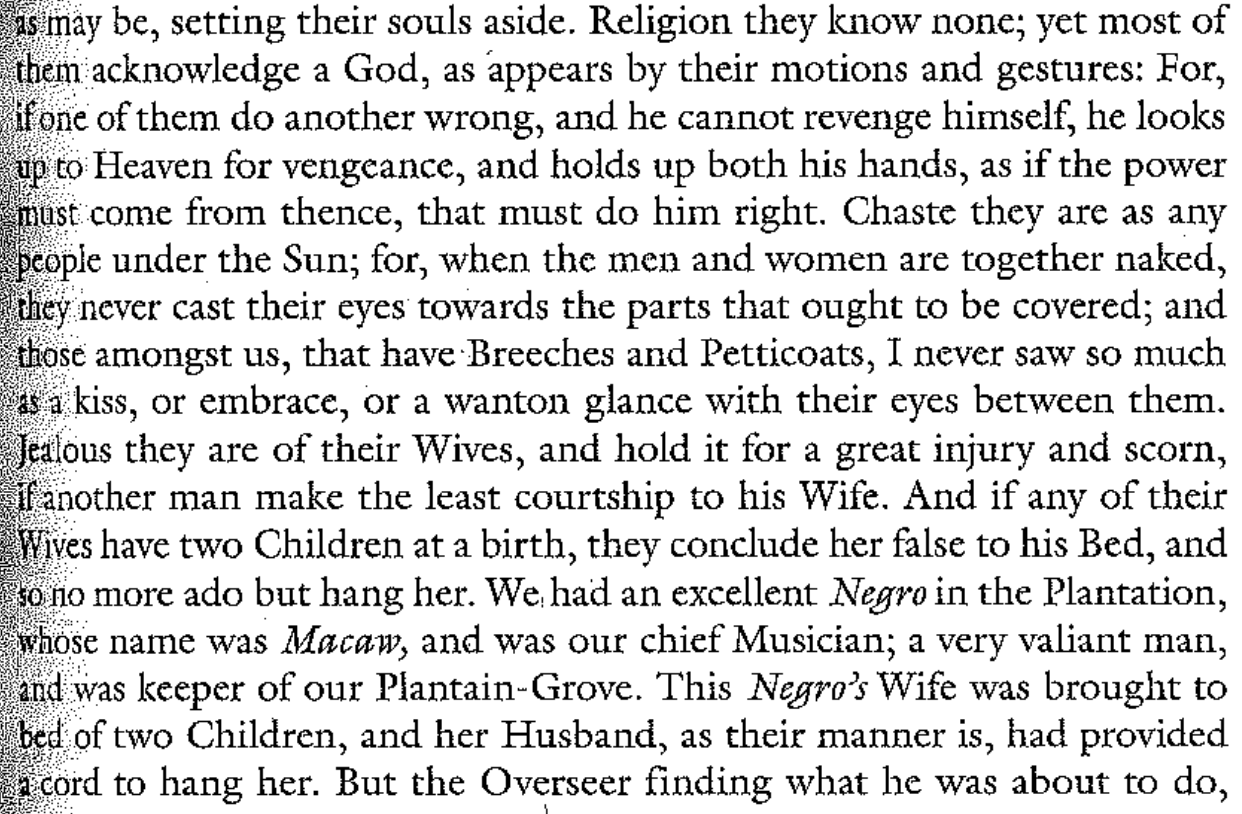 as may be, setting their souls aside. Religion they know none; yet most of
them acknowledge a God, as appears by their motions and gestures: For,
if one of them do another wrong, and he cannot revenge himself, he looks
up to Heaven for vengeance, and holds up both his hands, as if the power
must come from thence, that must do him right. Chaste they are as any
people under the Sun; for, when the men and women are together naked,
they never cast their eyes towards the parts that ought to be covered; and
those amongst us, that have Breeches and Petticoats, I never saw so much
as a kiss, or embrace, or a wanton glance with their eyes between them.
Jealous they are of their Wives, and hold it for a great injury and scorn,
if another man make the least courtship to his Wife. And if any of their
Wives have two Children at a birth, they conclude her false to his Bed, and
so no more ado but hang her. We had an excellent Negro in the Plantation,
whose name was Macaw, and was our chief Musician; a very valiant man,
and was keeper of our Plantain-Grove. This Negro's Wife was brought to
bed of two Children, and her Husband, as their manner is, had provided
a cord to hang her. But the Overseer finding what he was about to do,